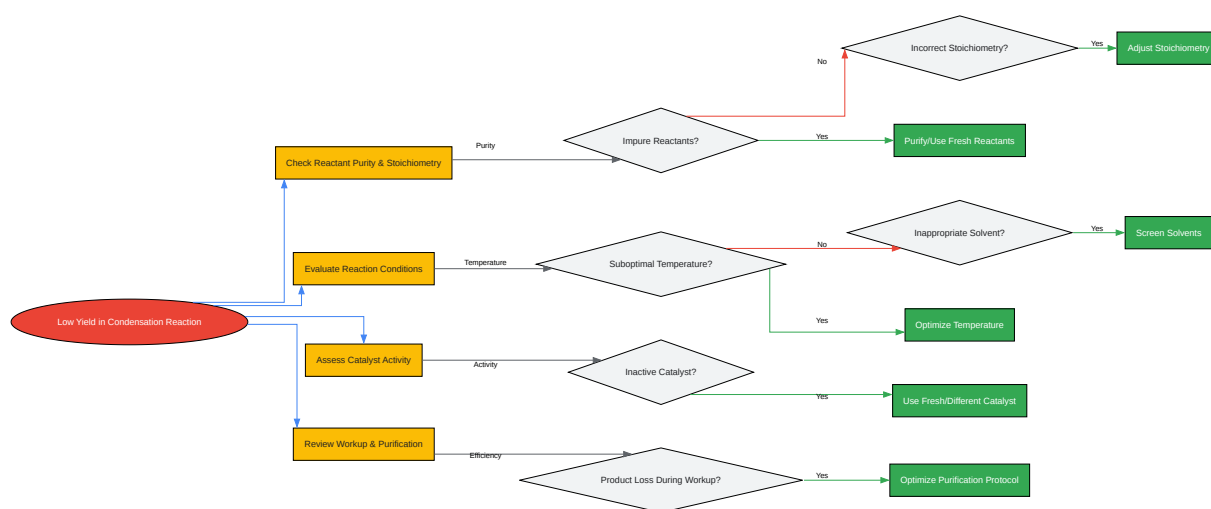 Incorrect Stoichiometry?
Yes
Adjust Stoichiometry
No
Impure Reactants?
Yes
Purify/Use Fresh Reactants
Purity
Check Reactant Purity & Stoichiometry
Inappropriate Solvent?
Yes
Screen Solvents
No
Suboptimal Temperature?
Temperature
Evaluate Reaction Conditions
Low Yield in Condensation Reaction
Yes
Optimize Temperature
Assess Catalyst Activity
Activity
Inactive Catalyst?
Yes
Use Fresh/Different Catalyst
Review Workup & Purification
Efficiency
Product Loss During Workup?
Yes
Optimize Purification Protocol